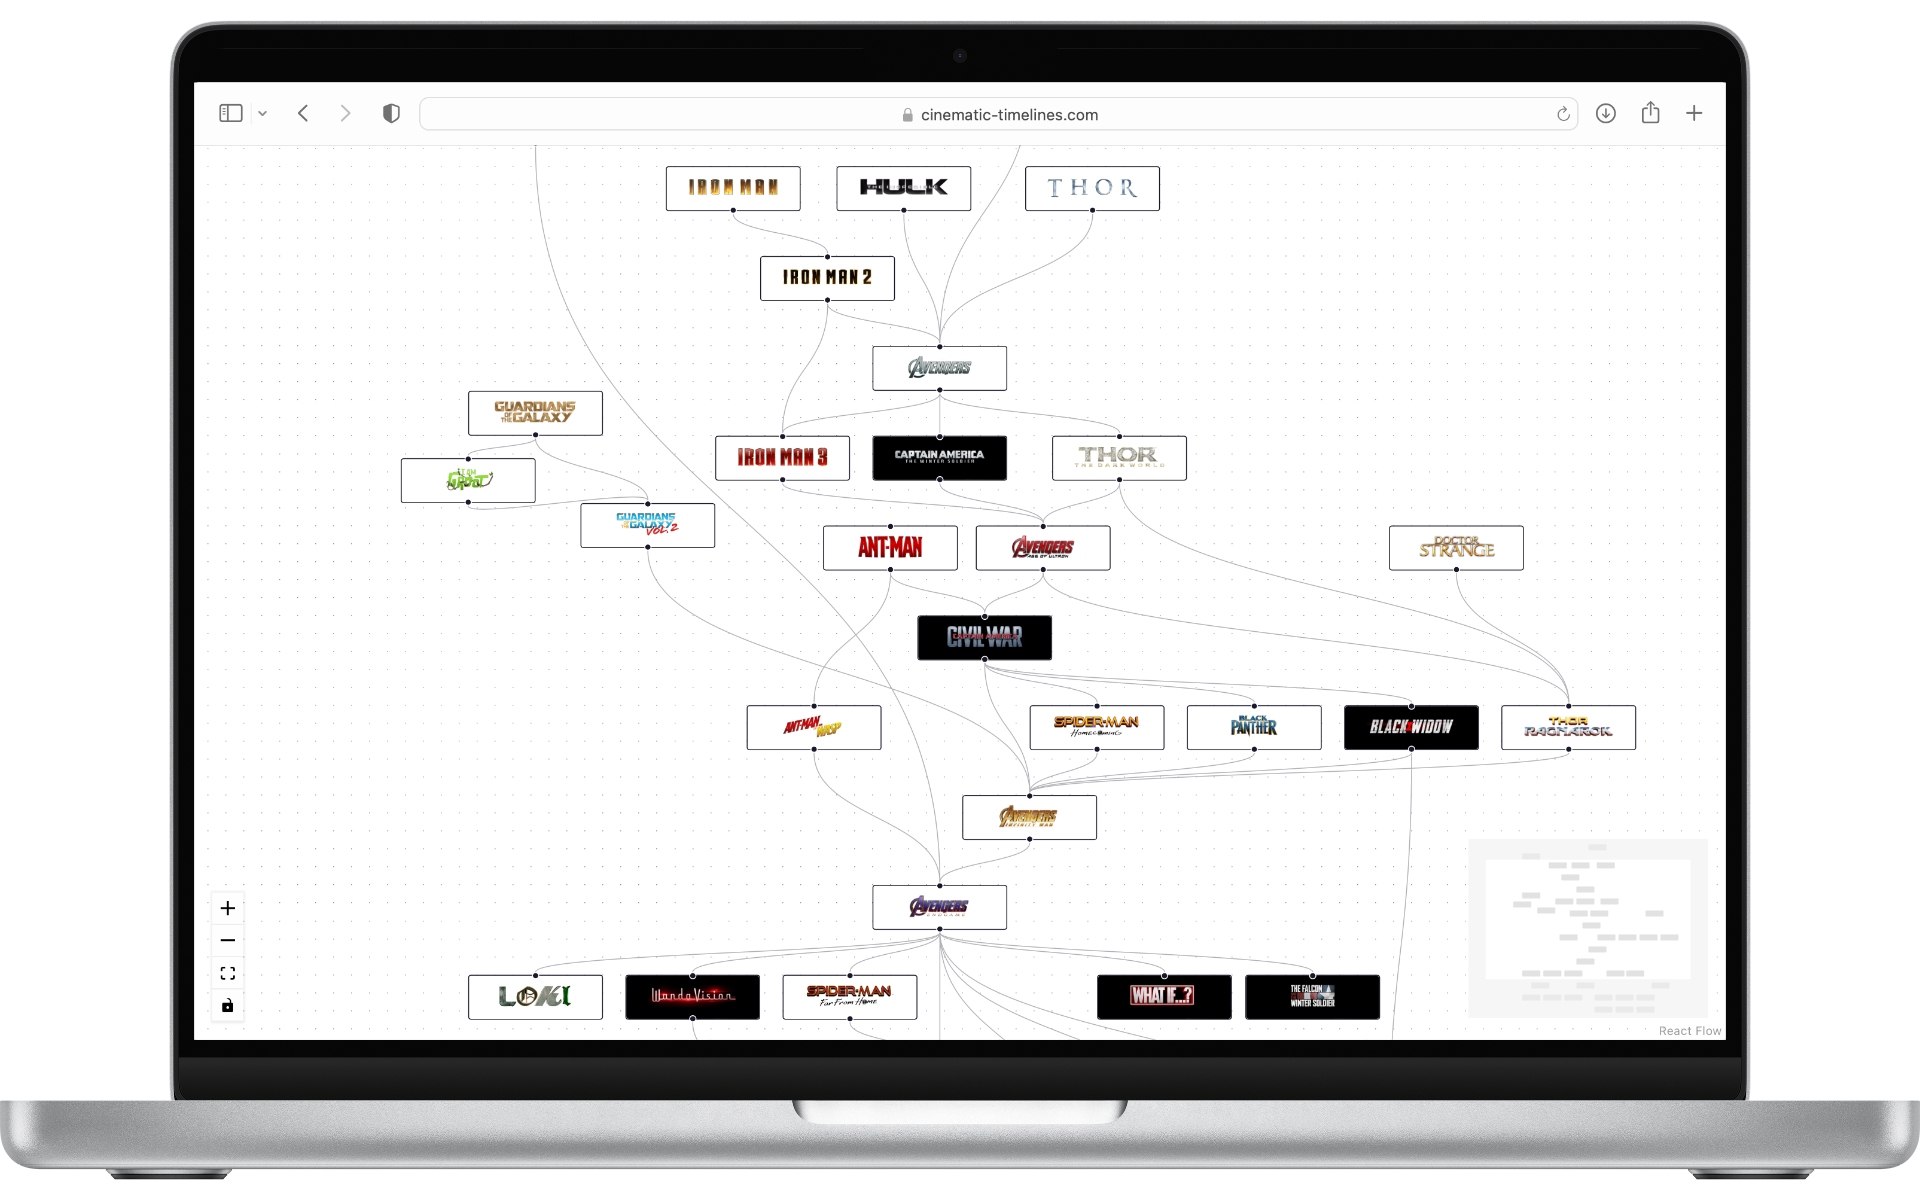 cinematic-timelines.com
IRON MAN
HULK
THOR
IRON MAN 2
AVENGERS
GUARDIANS
OF THE GALAXY
IRON MAN 3
CAPTAIN AMERICA
THE WINTER SOLDIER
THOR
THE DARK WORLD
I AM
GROOT
GUARDIANS
OF THE GALAXY
VOL. 2
ANT-MAN
AVENGERS
AGE OF ULTRON
DOCTOR
STRANGE
CAPTAIN AMERICA
CIVIL WAR
ANT-MAN
AND THE WASP
SPIDER-MAN
HOMECOMING
BLACK
PANTHER
BLACK WIDOW
THOR
RAGNAROK
AVENGERS
INFINITY WAR
AVENGERS
ENDGAME
LOKI
WandaVision
SPIDER-MAN
Far From Home
WHAT IF...?
THE FALCON
AND THE
WINTER SOLDIER
React Flow